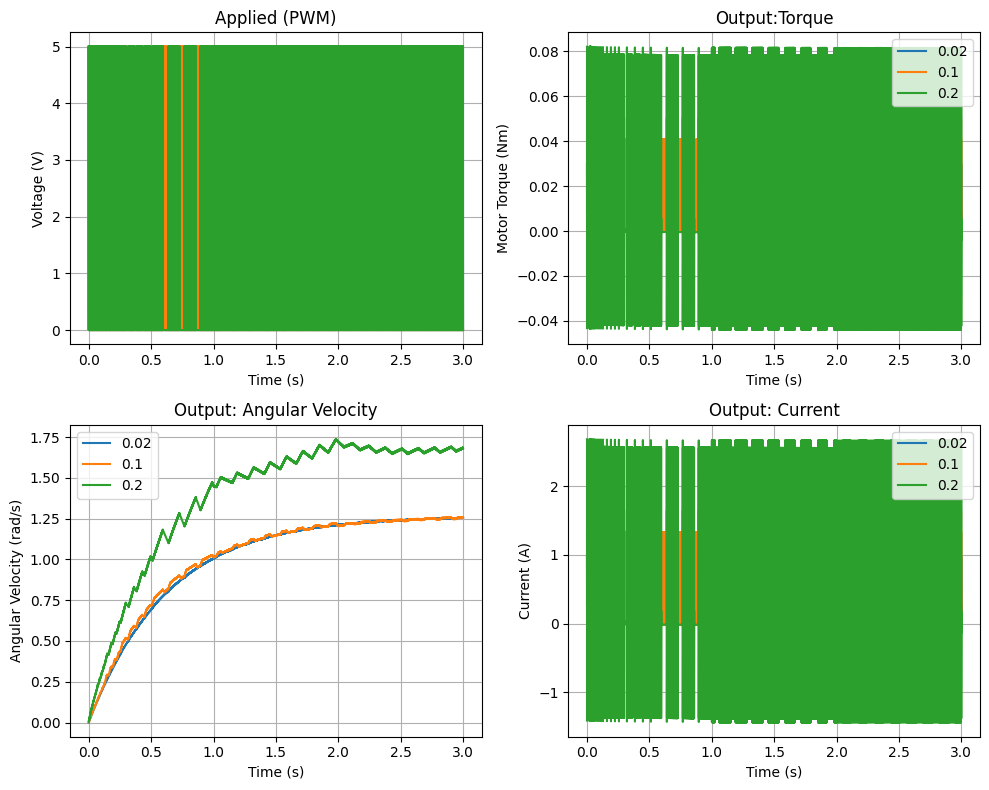 Applied (PWM)
Voltage (V)
5
4
3
2
1
0
0.0 0.5 1.0 1.5 2.0 2.5 3.0
Time (s)
Output:Torque
Motor Torque (Nm)
0.08
0.06
0.04
0.02
0.00
−0.02
−0.04
0.02
0.1
0.2
0.0 0.5 1.0 1.5 2.0 2.5 3.0
Time (s)
Output: Angular Velocity
Angular Velocity (rad/s)
1.75
1.50
1.25
1.00
0.75
0.50
0.25
0.00
0.02
0.1
0.2
0.0 0.5 1.0 1.5 2.0 2.5 3.0
Time (s)
Output: Current
Current (A)
2
1
0
−1
0.02
0.1
0.2
0.0 0.5 1.0 1.5 2.0 2.5 3.0
Time (s)